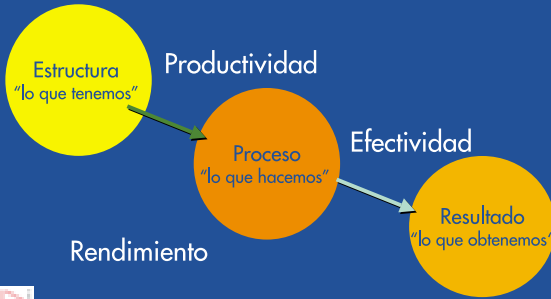 Estructura
"lo que tenemos"
Productividad
Proceso
"lo que hacemos"
Efectividad
Resultado
"lo que obtenemos"
Rendimiento